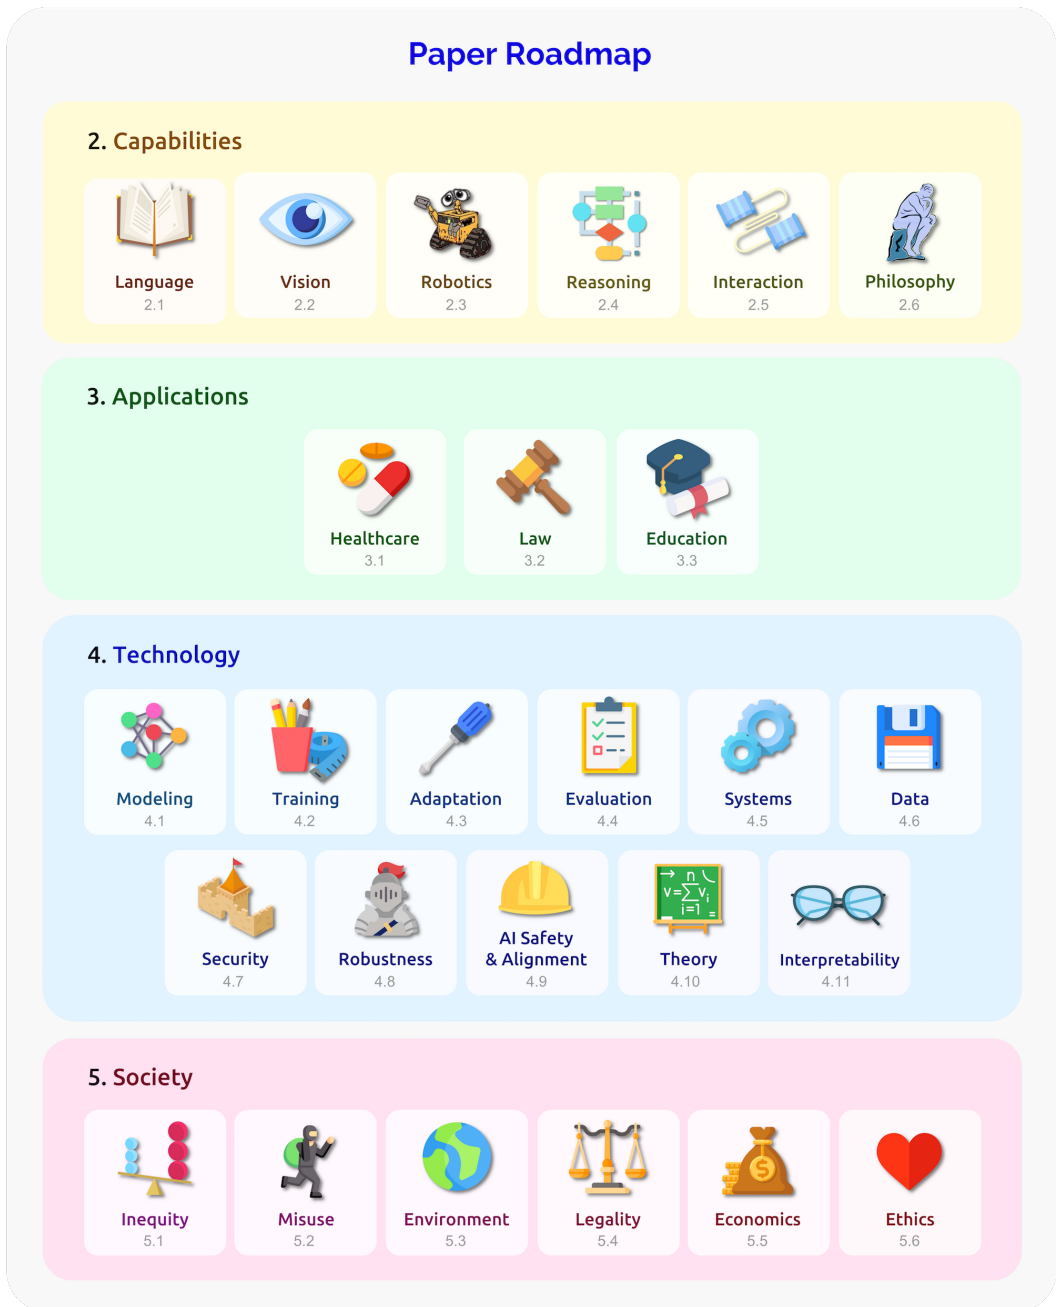 Paper Roadmap
2. Capabilities
Language
2.1
Vision
2.2
Robotics
2.3
Reasoning
2.4
Interaction
2.5
Philosophy
2.6
3. Applications
Healthcare
3.1
Law
3.2
Education
3.3
4. Technology
Modeling
4.1
Training
4.2
Adaptation
4.3
Evaluation
4.4
Systems
4.5
Data
4.6
Security
4.7
Robustness
4.8
AI Safety
& Alignment
4.9
n
v=∑vi
i=1
=
Theory
4.10
Interpretability
4.11
5. Society
Inequity
5.1
Misuse
5.2
Environment
5.3
Legality
5.4
$
Economics
5.5
Ethics
5.6